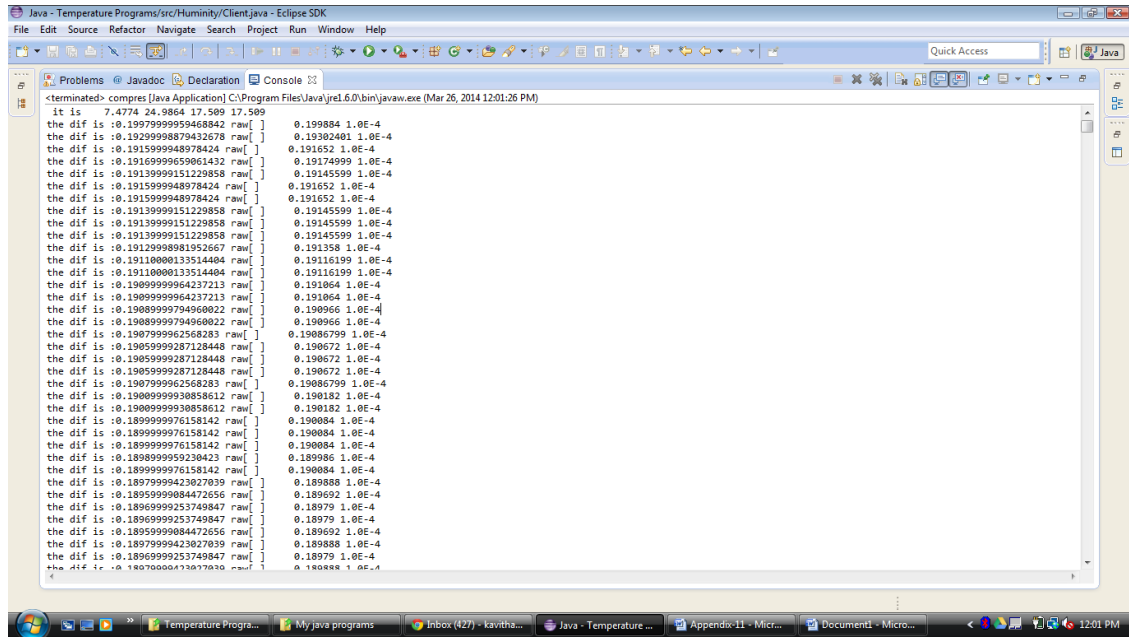 Java - Temperature Programs/src/Huminity/Client.java - Eclipse SDK
File Edit Source Refactor Navigate Search Project Run Window Help
Quick Access
Java
Problems @ Javadoc Declaration Console
<terminated> compres [Java Application] C:\Program Files\Java\jre1.6.0\bin\javaw.exe (Mar 26, 2014 12:01:26 PM)
it is 7.4774 24.9864 17.509 17.509
the dif is :0.19979999959468842 raw[ ] 0.199884 1.0E-4
the dif is :0.19299998879432678 raw[ ] 0.19302401 1.0E-4
the dif is :0.1915999948978424 raw[ ] 0.191652 1.0E-4
the dif is :0.19169999659061432 raw[ ] 0.19174999 1.0E-4
the dif is :0.19139999151229858 raw[ ] 0.19145599 1.0E-4
the dif is :0.1915999948978424 raw[ ] 0.191652 1.0E-4
the dif is :0.1915999948978424 raw[ ] 0.191652 1.0E-4
the dif is :0.19139999151229858 raw[ ] 0.19145599 1.0E-4
the dif is :0.19139999151229858 raw[ ] 0.19145599 1.0E-4
the dif is :0.19139999151229858 raw[ ] 0.19145599 1.0E-4
the dif is :0.19129998981952667 raw[ ] 0.191358 1.0E-4
the dif is :0.19110000133514404 raw[ ] 0.19116199 1.0E-4
the dif is :0.19110000133514404 raw[ ] 0.19116199 1.0E-4
the dif is :0.19099999964237213 raw[ ] 0.191064 1.0E-4
the dif is :0.19099999964237213 raw[ ] 0.191064 1.0E-4
the dif is :0.19089999794960022 raw[ ] 0.190966 1.0E-4
the dif is :0.19089999794960022 raw[ ] 0.190966 1.0E-4
the dif is :0.1907999962568283 raw[ ] 0.19086799 1.0E-4
the dif is :0.19059999287128448 raw[ ] 0.190672 1.0E-4
the dif is :0.19059999287128448 raw[ ] 0.190672 1.0E-4
the dif is :0.19059999287128448 raw[ ] 0.190672 1.0E-4
the dif is :0.1907999962568283 raw[ ] 0.19086799 1.0E-4
the dif is :0.19009999930858612 raw[ ] 0.190182 1.0E-4
the dif is :0.19009999930858612 raw[ ] 0.190182 1.0E-4
the dif is :0.1899999976158142 raw[ ] 0.190084 1.0E-4
the dif is :0.1899999976158142 raw[ ] 0.190084 1.0E-4
the dif is :0.1899999976158142 raw[ ] 0.190084 1.0E-4
the dif is :0.1898999959230423 raw[ ] 0.189986 1.0E-4
the dif is :0.1899999976158142 raw[ ] 0.190084 1.0E-4
the dif is :0.18979999423027039 raw[ ] 0.189888 1.0E-4
the dif is :0.18959999084472656 raw[ ] 0.189692 1.0E-4
the dif is :0.18969999253749847 raw[ ] 0.18979 1.0E-4
the dif is :0.18969999253749847 raw[ ] 0.18979 1.0E-4
the dif is :0.18959999084472656 raw[ ] 0.189692 1.0E-4
the dif is :0.18979999423027039 raw[ ] 0.189888 1.0E-4
the dif is :0.18969999253749847 raw[ ] 0.18979 1.0E-4
the dif is :0.18979999423027039 raw[ ] 0.189888 1.0E-4
Temperature Progra... My java programs Inbox (427) - kavitha... Java - Temperature ... Appendix-11 - Micr... Document1 - Micro... 12:01 PM